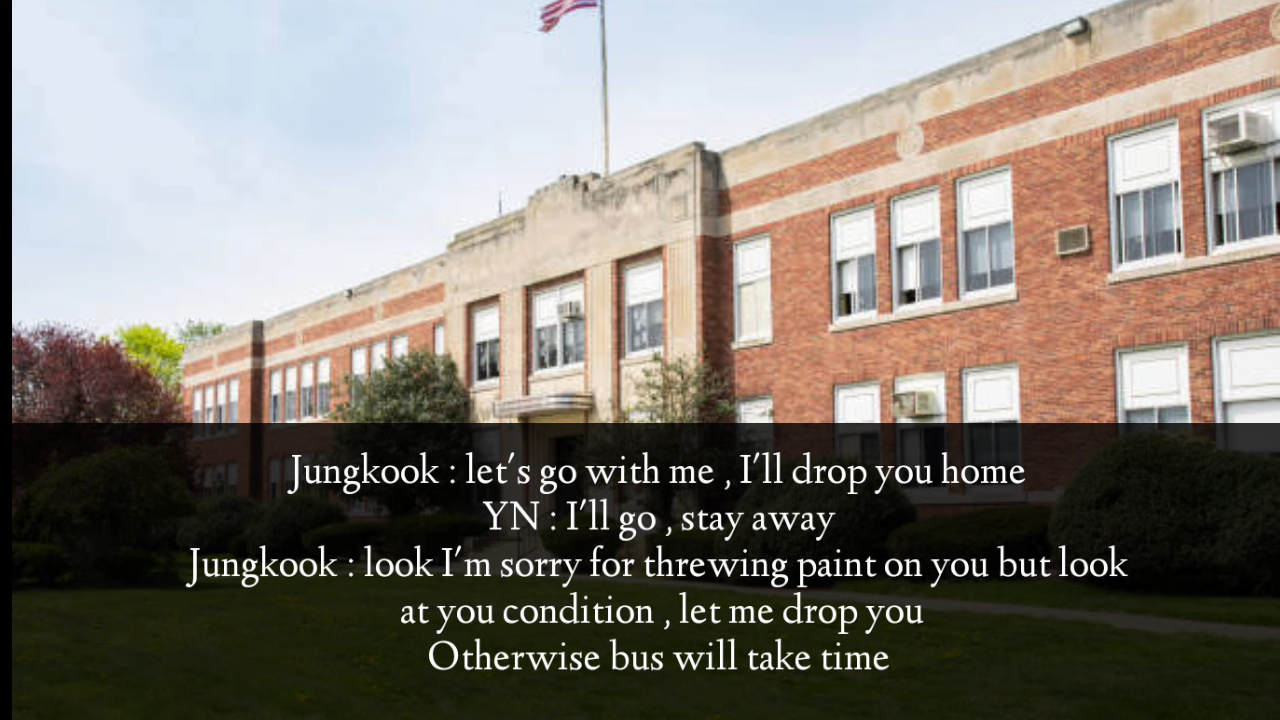 Jungkook : let's go with me , I'll drop you home
YN : I'll go , stay away
Jungkook : look I'm sorry for threwing paint on you but look
at you condition , let me drop you
Otherwise bus will take time